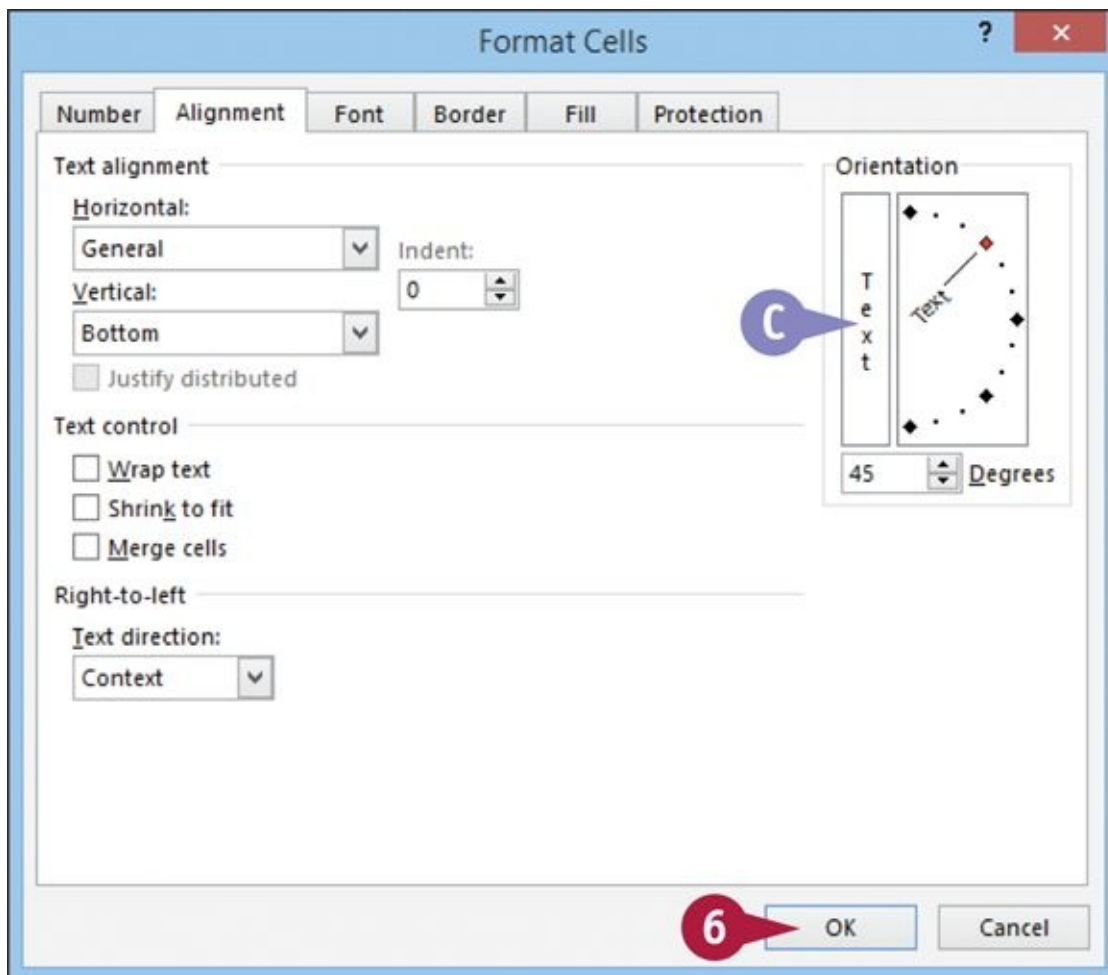 Format Cells
?
×
Number Alignment Font Border Fill Protection
Text alignment
Horizontal:
General
Indent:
0
Vertical:
Bottom
Justify distributed
Text control
Wrap text
Shrink to fit
Merge cells
Right-to-left
Text direction:
Context
Orientation
Text
Text
C
45 Degrees
6
OK Cancel